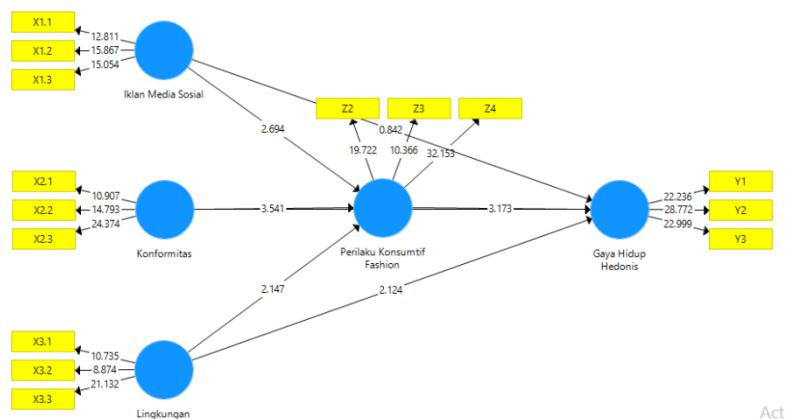 X1.1
12.811
X1.2
15.867
15.054
X1.3
Iklan Media Sosial
Z2
Z3
Z4
0.842
2.694
19.722
10.366
32.153
X2.1
10.907
X2.2
14.793
24.374
X2.3
Konformitas
3.541
Perilaku Konsumtif
Fashion
3.173
22.236
Y1
28.772
Y2
22.999
Y3
Gaya Hidup
Hedonis
2.147
2.124
X3.1
10.735
X3.2
8.874
21.132
X3.3
Lingkungan
Act